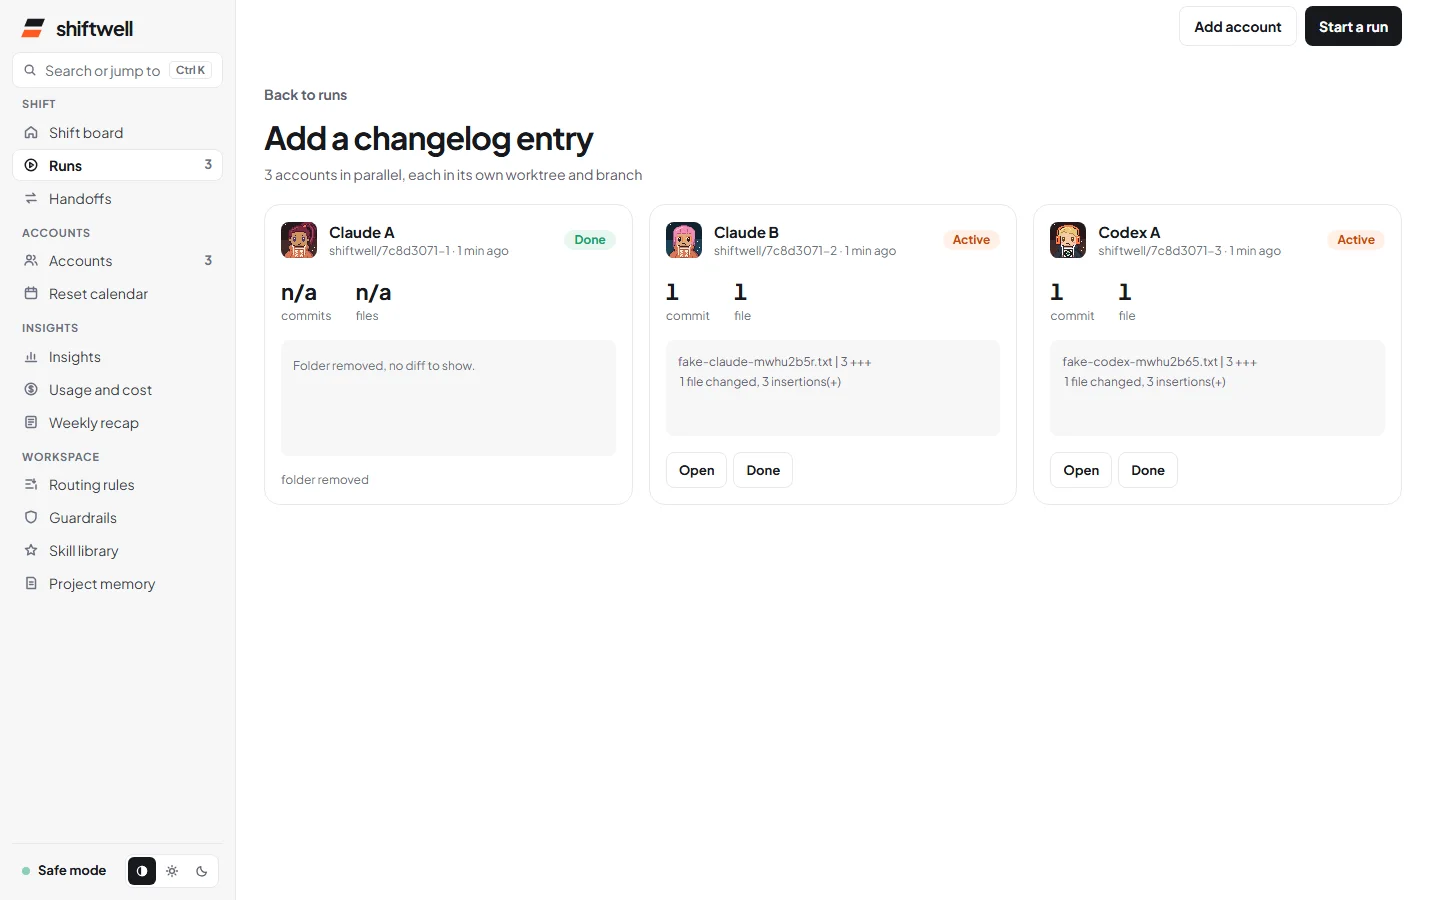 shiftwell
Search or jump to
Ctrl K
SHIFT
Shift board
Runs
3
Handoffs
ACCOUNTS
Accounts
3
Reset calendar
INSIGHTS
Insights
Usage and cost
Weekly recap
WORKSPACE
Routing rules
Guardrails
Skill library
Project memory
Safe mode
Add account
Start a run
Back to runs
Add a changelog entry
3 accounts in parallel, each in its own worktree and branch
Claude A
shiftwell/7c8d3071-1 · 1 min ago
Done
n/a
commits
n/a
files
Folder removed, no diff to show.
folder removed
Claude B
shiftwell/7c8d3071-2 · 1 min ago
Active
1
commit
1
file
fake-claude-mwhu2b5r.txt | 3 +++
1 file changed, 3 insertions(+)
Open
Done
Codex A
shiftwell/7c8d3071-3 · 1 min ago
Active
1
commit
1
file
fake-codex-mwhu2b65.txt | 3 +++
1 file changed, 3 insertions(+)
Open
Done